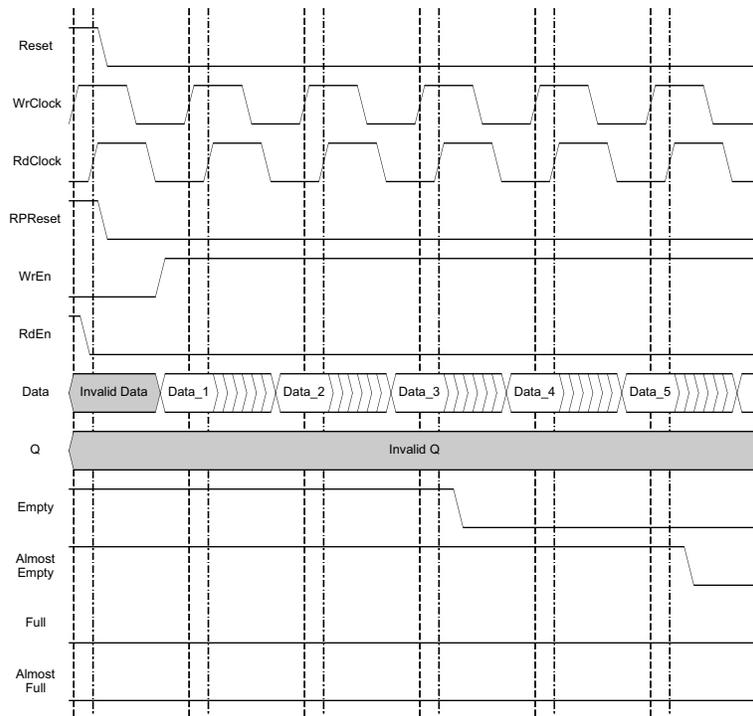 Reset
WrClock
RdClock
RPReset
WrEn
RdEn
Data
Invalid Data
Data_1
Data_2
Data_3
Data_4
Data_5
Q
Invalid Q
Empty
Almost
Empty
Full
Almost
Full